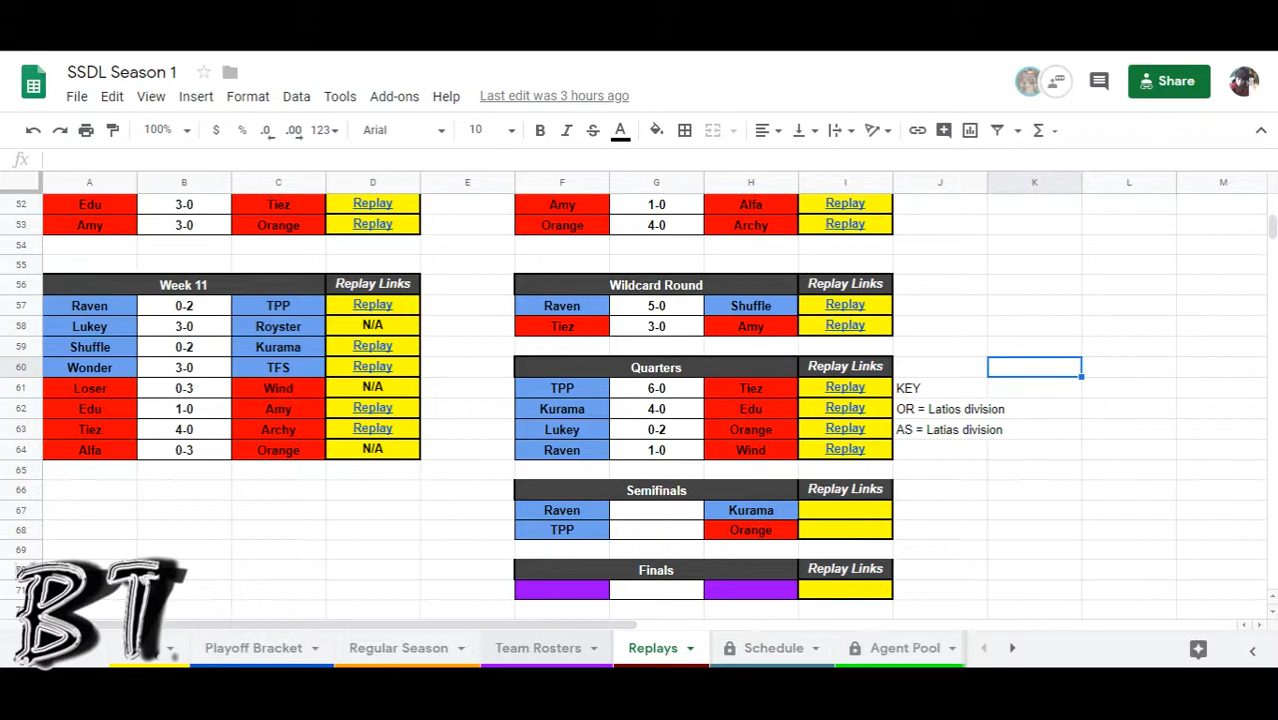 SSDL Season 1
File Edit View Insert Format Data Tools Add-ons Help Last edit was 3 hours ago
Share
100% $ % .0 .00 123 Arial 10 B I S A
fx
A B C D E F G H I J K L M
52 Edu 3-0 Tiez Replay Amy 1-0 Alfa Replay
53 Amy 3-0 Orange Replay Orange 4-0 Archy Replay
54
55
56 Week 11 Replay Links Wildcard Round Replay Links
57 Raven 0-2 TPP Replay Raven 5-0 Shuffle Replay
58 Lukey 3-0 Royster N/A Tiez 3-0 Amy Replay
59 Shuffle 0-2 Kurama Replay
60 Wonder 3-0 TFS Replay Quarters Replay Links
61 Loser 0-3 Wind N/A TPP 6-0 Tiez Replay KEY
62 Edu 1-0 Amy Replay Kurama 4-0 Edu Replay OR = Latios division
63 Tiez 4-0 Archy Replay Lukey 0-2 Orange Replay AS = Latias division
64 Alfa 0-3 Orange N/A Raven 1-0 Wind Replay
65
66 Semifinals Replay Links
67 Raven Kurama
68 TPP Orange
69
Finals Replay Links
71
BT.
Playoff Bracket Regular Season Team Rosters Replays Schedule Agent Pool